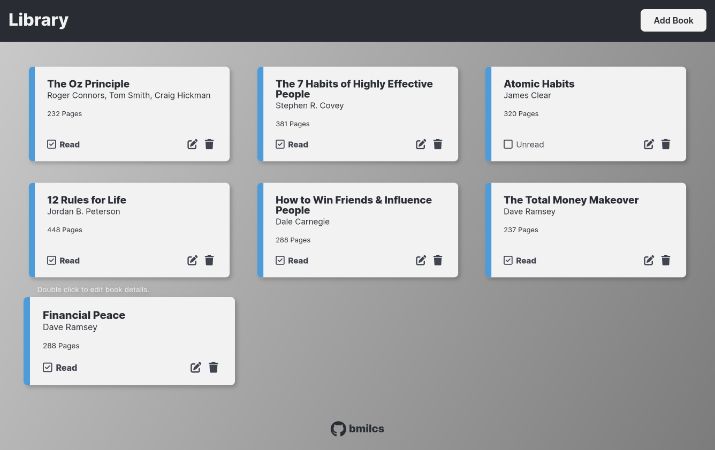 Library
Add Book
The Oz Principle
Roger Connors, Tom Smith, Craig Hickman
232 Pages
Read
The 7 Habits of Highly Effective
People
Stephen R. Covey
381 Pages
Read
Atomic Habits
James Clear
320 Pages
Unread
12 Rules for Life
Jordan B. Peterson
448 Pages
Read
How to Win Friends & Influence
People
Dale Carnegie
288 Pages
Read
The Total Money Makeover
Dave Ramsey
237 Pages
Read
Double click to edit book details.
Financial Peace
Dave Ramsey
288 Pages
Read
bmilcs